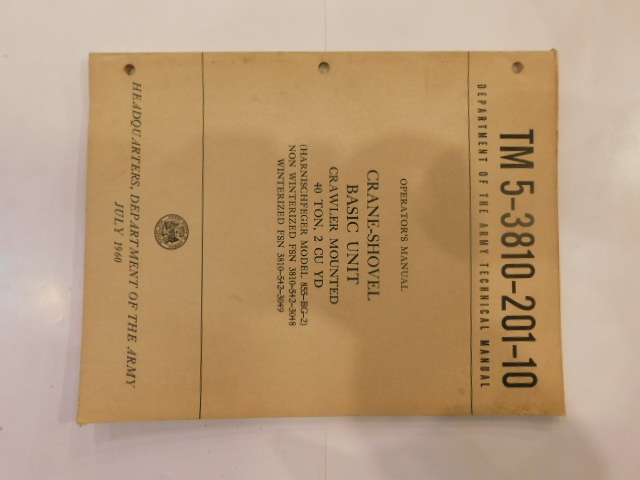 TM 5-3810-201-10
DEPARTMENT OF THE ARMY TECHNICAL MANUAL
OPERATOR'S MANUAL
CRANE-SHOVEL
BASIC UNIT
CRAWLER MOUNTED
40 TON, 2 CU YD
(HARNISCHFEGER MODEL 855-BG-2)
NON WINTERIZED FSN 3810-542-3048
WINTERIZED FSN 3810-542-3049
HEADQUARTERS, DEPARTMENT OF THE ARMY
JULY 1960